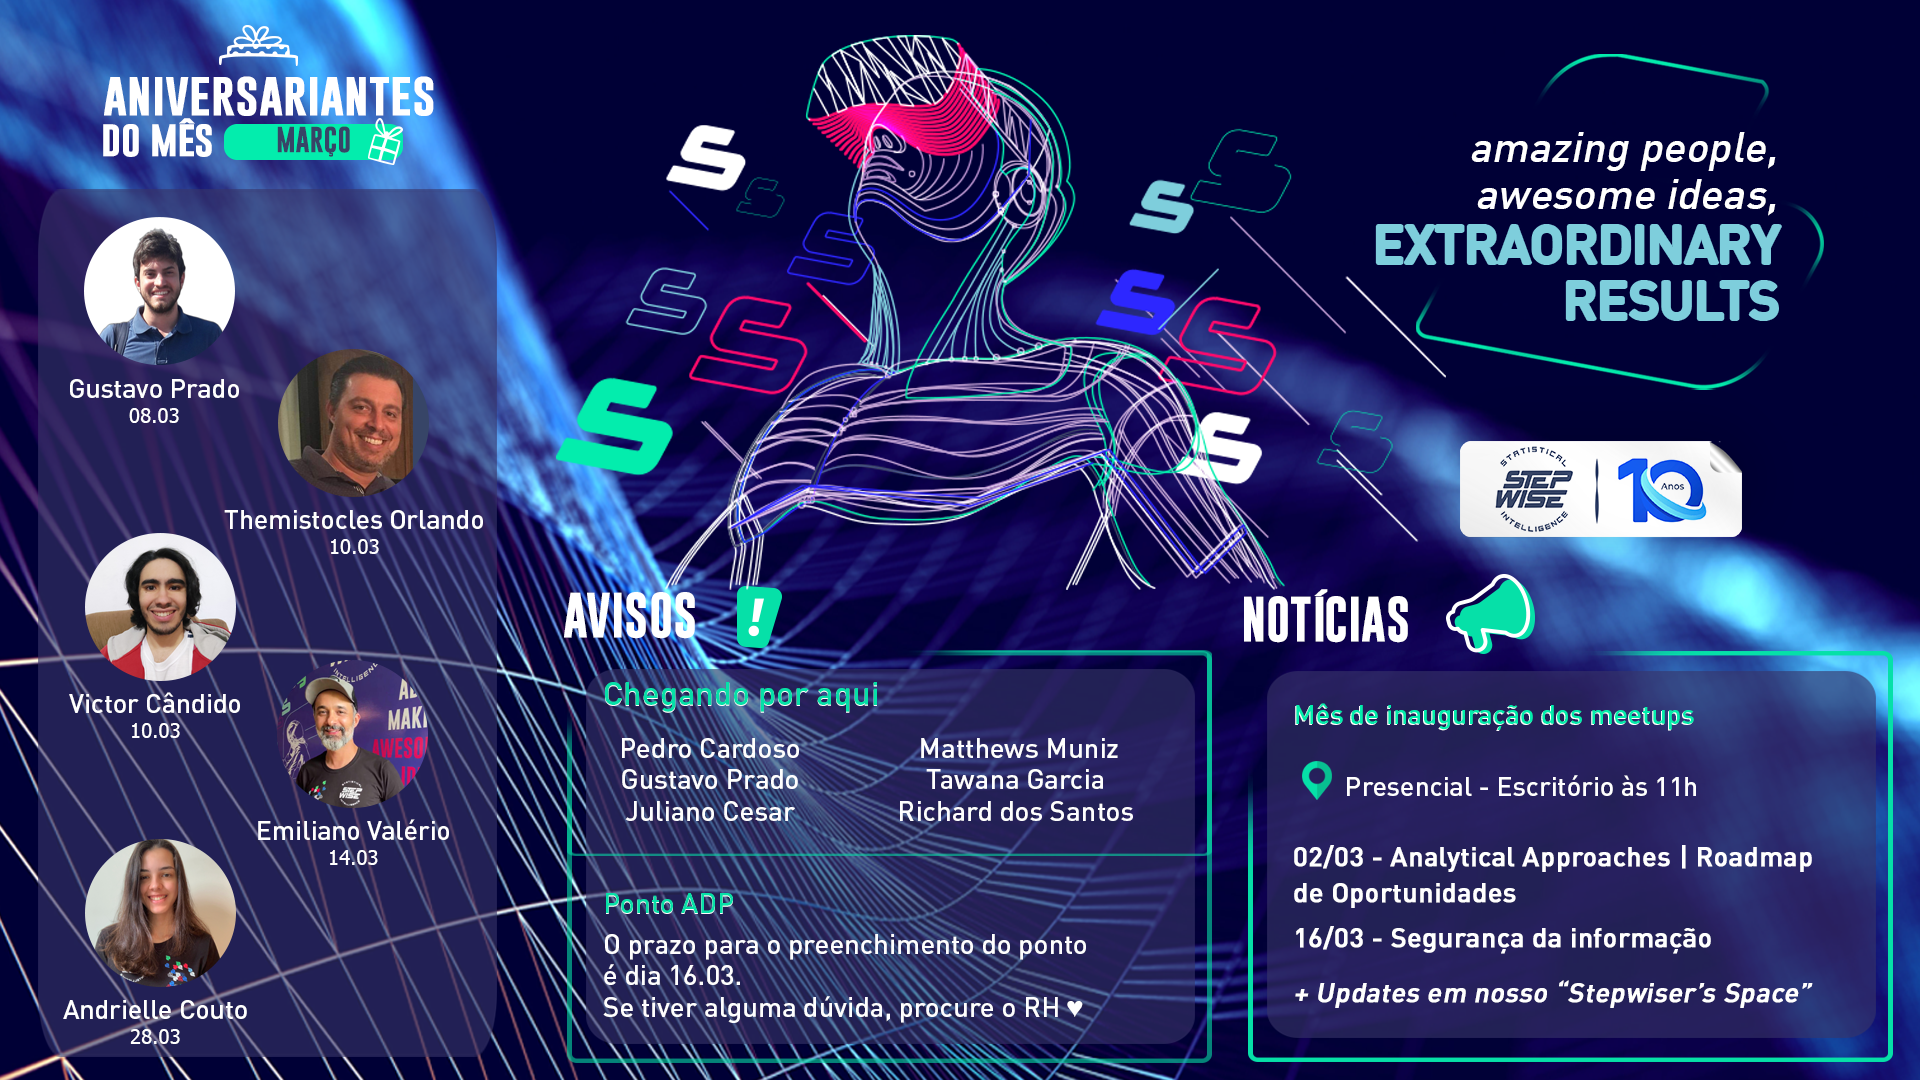 ANIVERSARIANTES
DO MÊS MARÇO
Gustavo Prado
08.03
Themistocles Orlando
10.03
Victor Cândido
10.03
Emiliano Valério
14.03
Andrielle Couto
28.03
amazing people,
awesome ideas,
EXTRAORDINARY
RESULTS
STATISTICAL
STEP
WISE
INTELLIGENCE
10
Anos
AVISOS !
Chegando por aqui
Pedro Cardoso
Gustavo Prado
Juliano Cesar
Matthews Muniz
Tawana Garcia
Richard dos Santos
Ponto ADP
O prazo para o preenchimento do ponto
é dia 16.03.
Se tiver alguma dúvida, procure o RH ♥
NOTÍCIAS
Mês de inauguração dos meetups
Presencial - Escritório às 11h
02/03 - Analytical Approaches | Roadmap
de Oportunidades
16/03 - Segurança da informação
+ Updates em nosso “Stepwiser’s Space”